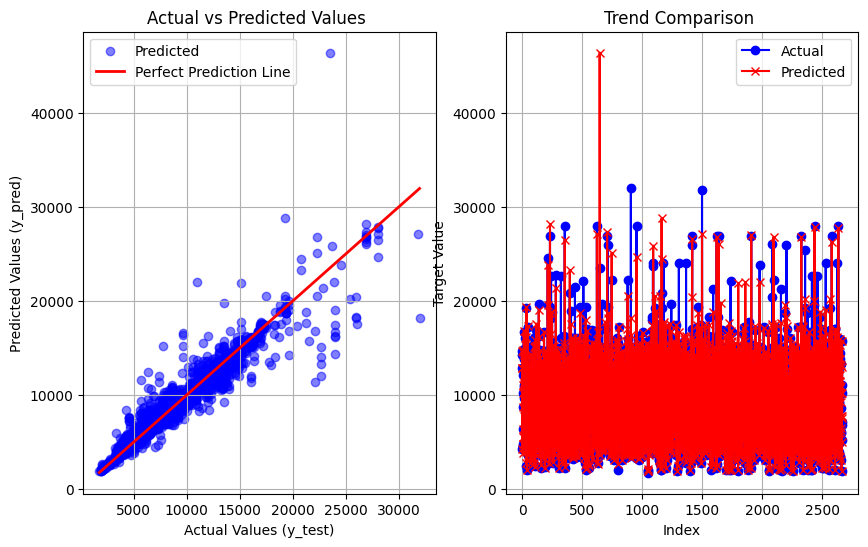 Actual vs Predicted Values
Predicted
Perfect Prediction Line
Predicted Values (y_pred)
40000
30000
20000
10000
0
5000 10000 15000 20000 25000 30000
Actual Values (y_test)
Trend Comparison
Actual
Predicted
Target Value
40000
30000
20000
10000
0
0 500 1000 1500 2000 2500
Index